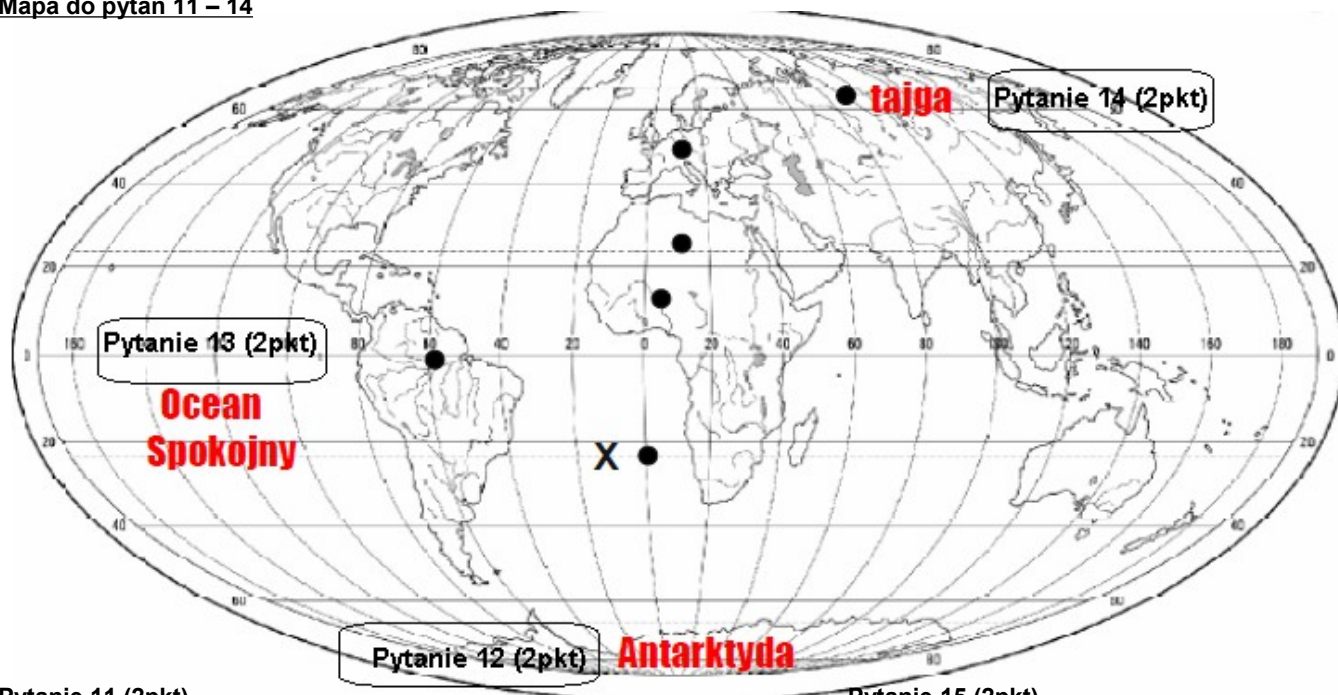 Mapa do pytań 11 – 14
80
80
60
tajga
Pytanie 14 (2pkt)
40
40
20
20
Pytanie 13 (2pkt)
0
160
80
60
40
20
0
20
40
60
80
100
120
140
160
180
0
Ocean
Spokojny
20
X
20
40
40
60
60
Pytanie 12 (2pkt)
Antarktyda
80
Pytanie 11 (2pkt)
Pytanie 15 (2pkt)